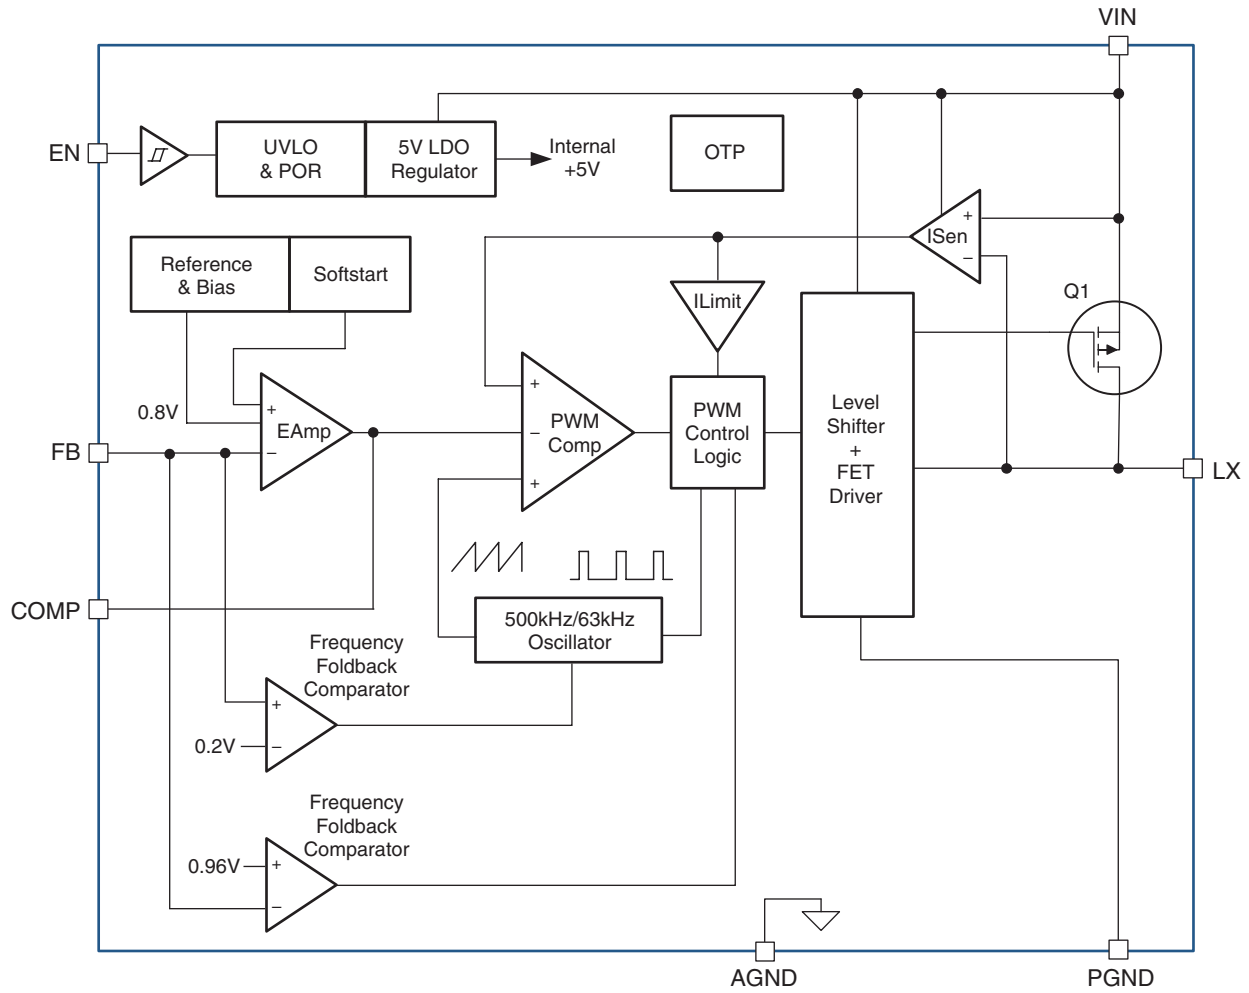 VIN
EN
UVLO
& POR
5V LDO
Regulator
Internal
+5V
OTP
Reference
& Bias
Softstart
+
ISen
–
ILimit
Q1
0.8V
+
EAmp
–
FB
+
–
PWM
Comp
+
PWM
Control
Logic
Level
Shifter
+
FET
Driver
LX
COMP
500kHz/63kHz
Oscillator
Frequency
Foldback
Comparator
+
0.2V
–
Frequency
Foldback
Comparator
0.96V
+
–
AGND
PGND